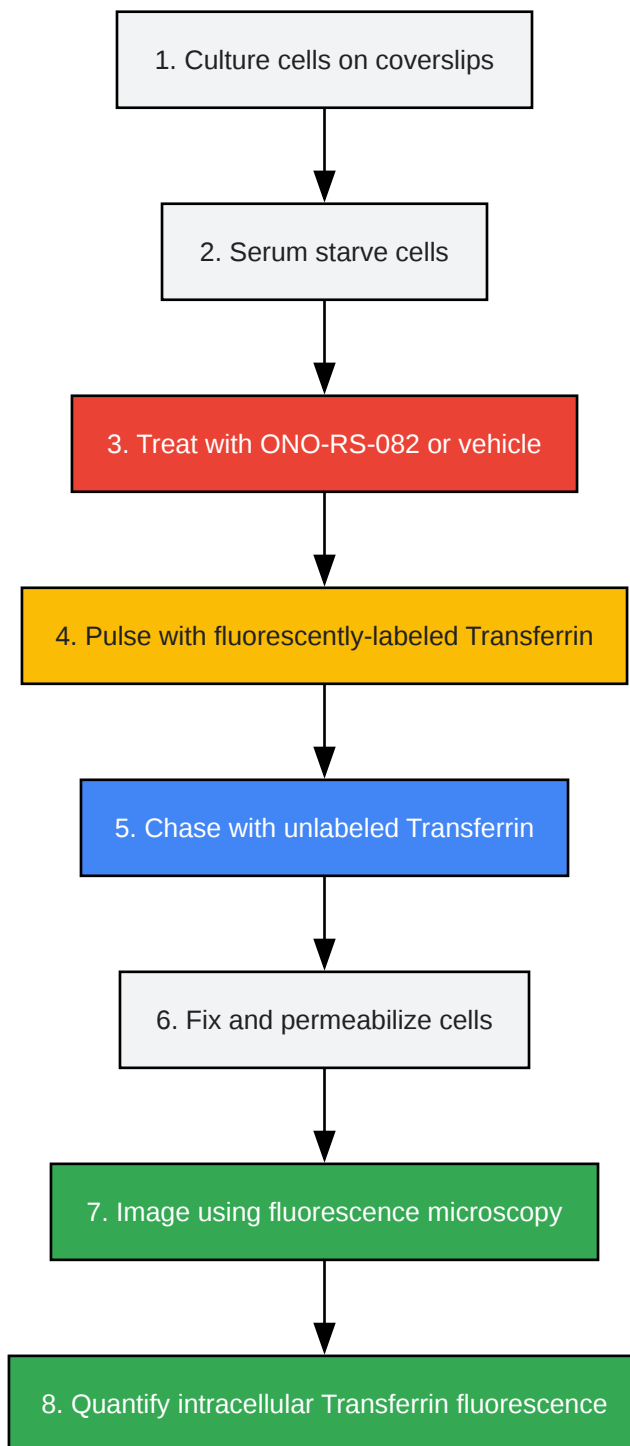 1. Culture cells on coverslips
2. Serum starve cells
3. Treat with ONO-RS-082 or vehicle
4. Pulse with fluorescently-labeled Transferrin
5. Chase with unlabeled Transferrin
6. Fix and permeabilize cells
7. Image using fluorescence microscopy
8. Quantify intracellular Transferrin fluorescence